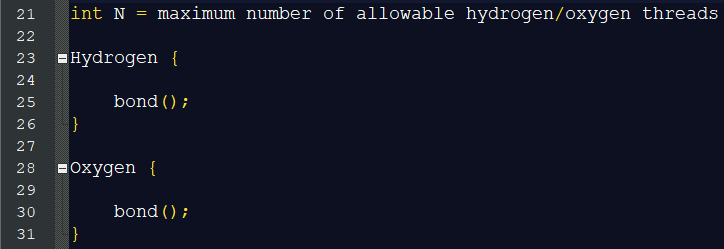 21 int N = maximum number of allowable hydrogen/oxygen threads
22
23 Hydrogen {
24
25     bond();
26 }
27
28 Oxygen {
29
30     bond();
31 }